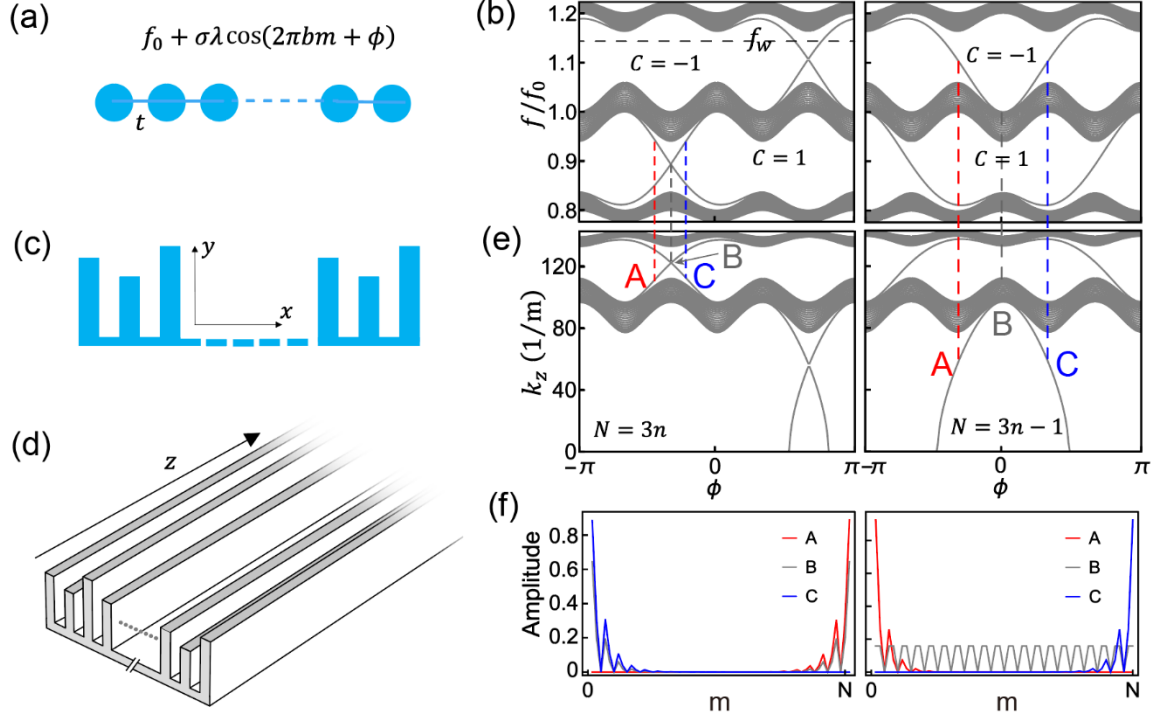 (a)
f₀ + σλcos(2πbm + ϕ)
t
(b)
f/f₀
1.2
1.1
1.0
0.9
0.8
f_w
C = −1
C = 1
C = −1
C = 1
(c)
y
x
(d)
z
(e)
k_z (1/m)
120
80
40
0
A
B
C
N = 3n
−π
0
π
ϕ
A
B
C
N = 3n − 1
−π
0
π
ϕ
(f)
Amplitude
0.8
0.6
0.4
0.2
0
A
B
C
0
m
N
A
B
C
0
m
N